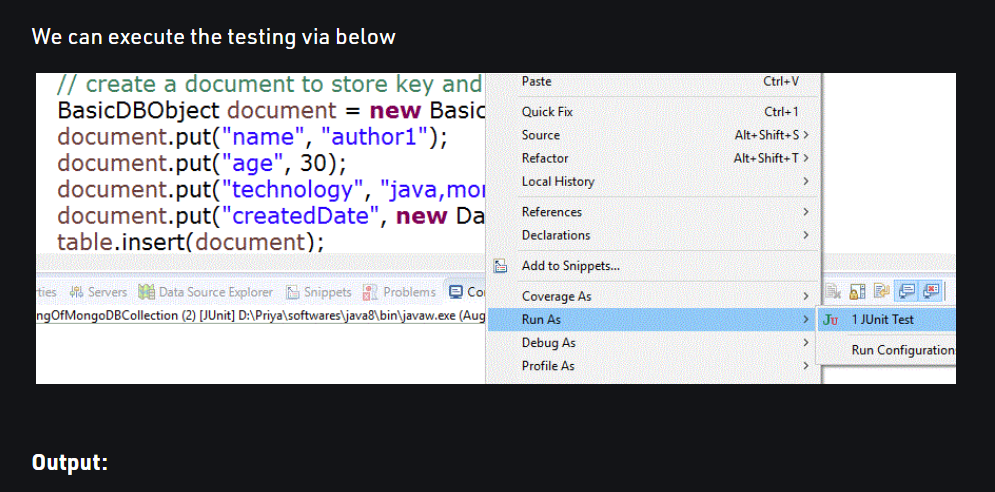 We can execute the testing via below
// create a document to store key and
BasicDBObject document = new Basic
document.put("name", "author1");
document.put("age", 30);
document.put("technology", "java,mo
document.put("createdDate", new Da
table.insert(document);
Paste Ctrl+V
Quick Fix Ctrl+1
Source Alt+Shift+S >
Refactor Alt+Shift+T >
Local History >
References >
Declarations >
Add to Snippets...
Coverage As >
Run As >
Debug As >
Profile As >
1 JUnit Test
Run Configuration
rties Servers Data Source Explorer Snippets Problems Co
ngOfMongoDBCollection (2) [JUnit] D:\Priya\softwares\java8\bin\javaw.exe (Aug
Output: